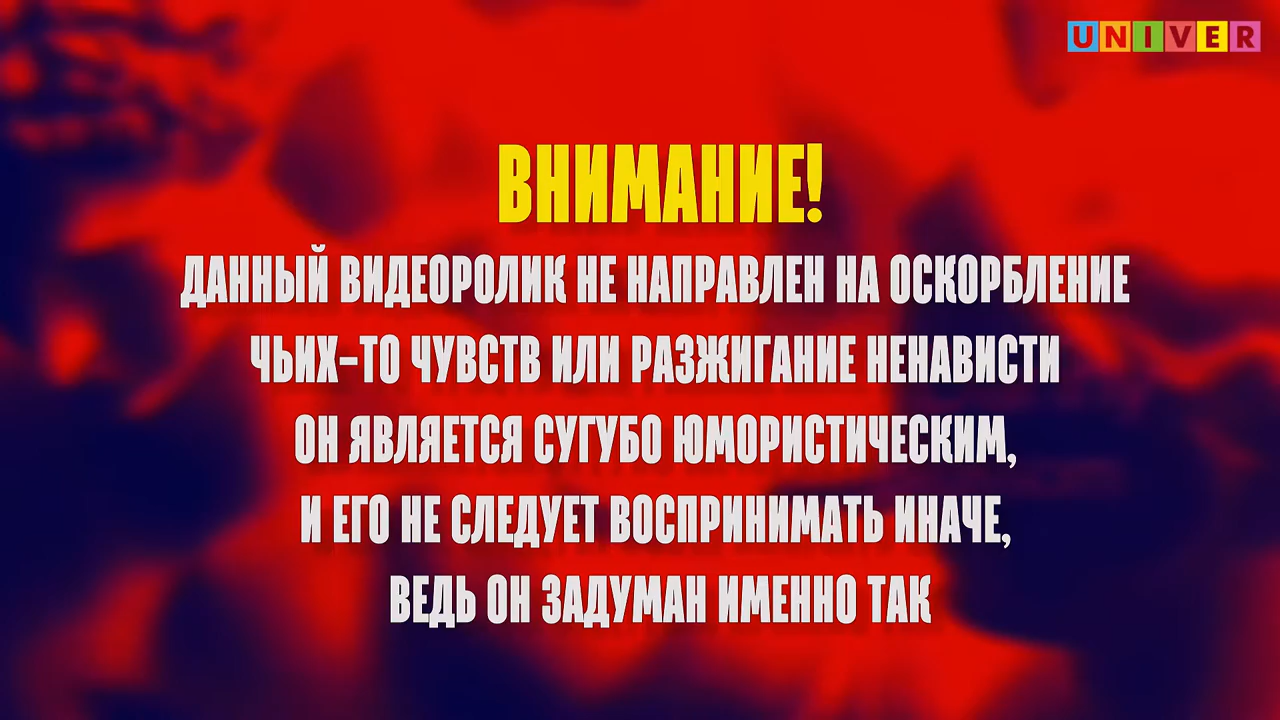 UNIVER
ВНИМАНИЕ!
ДАННЫЙ ВИДЕОРОЛИК НЕ НАПРАВЛЕН НА ОСКОРБЛЕНИЕ
ЧЬИХ-ТО ЧУВСТВ ИЛИ РАЗЖИГАНИЕ НЕНАВИСТИ
ОН ЯВЛЯЕТСЯ СУГУБО ЮМОРИСТИЧЕСКИМ,
И ЕГО НЕ СЛЕДУЕТ ВОСПРИНИМАТЬ ИНАЧЕ,
ВЕДЬ ОН ЗАДУМАН ИМЕННО ТАК